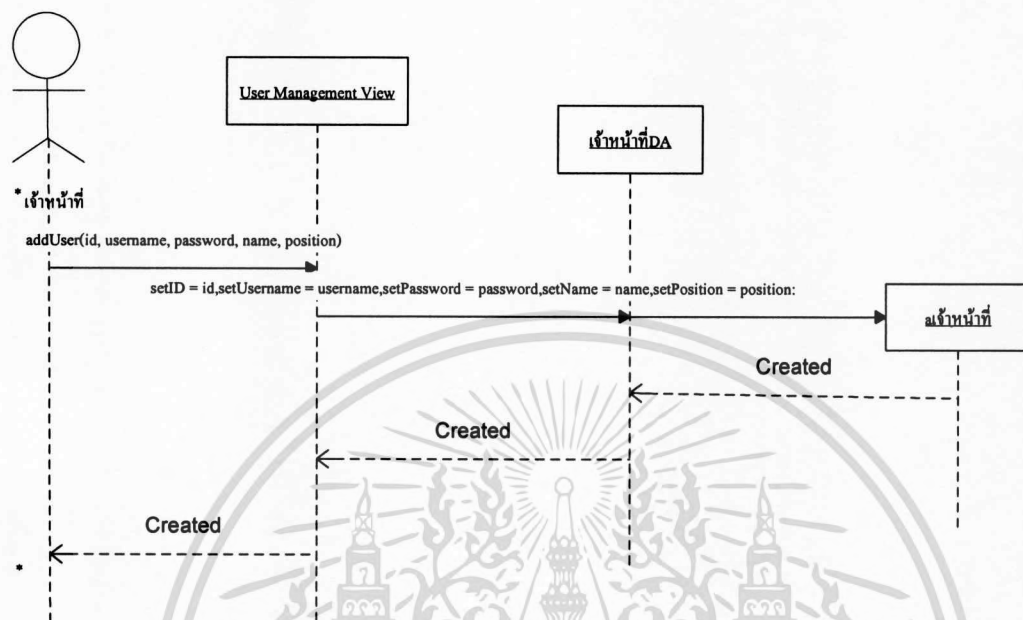 User Management View
เจ้าหน้าที่DA
* เจ้าหน้าที่
addUser(id, username, password, name, position)
setID = id,setUsername = username,setPassword = password,setName = name,setPosition = position:
aเจ้าหน้าที่
Created
Created
Created
*